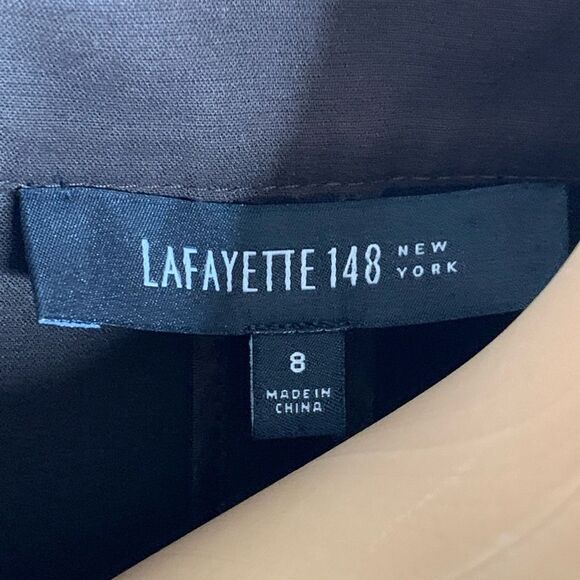 LAFAYETTE 148 NEW YORK
8
MADE IN
CHINA